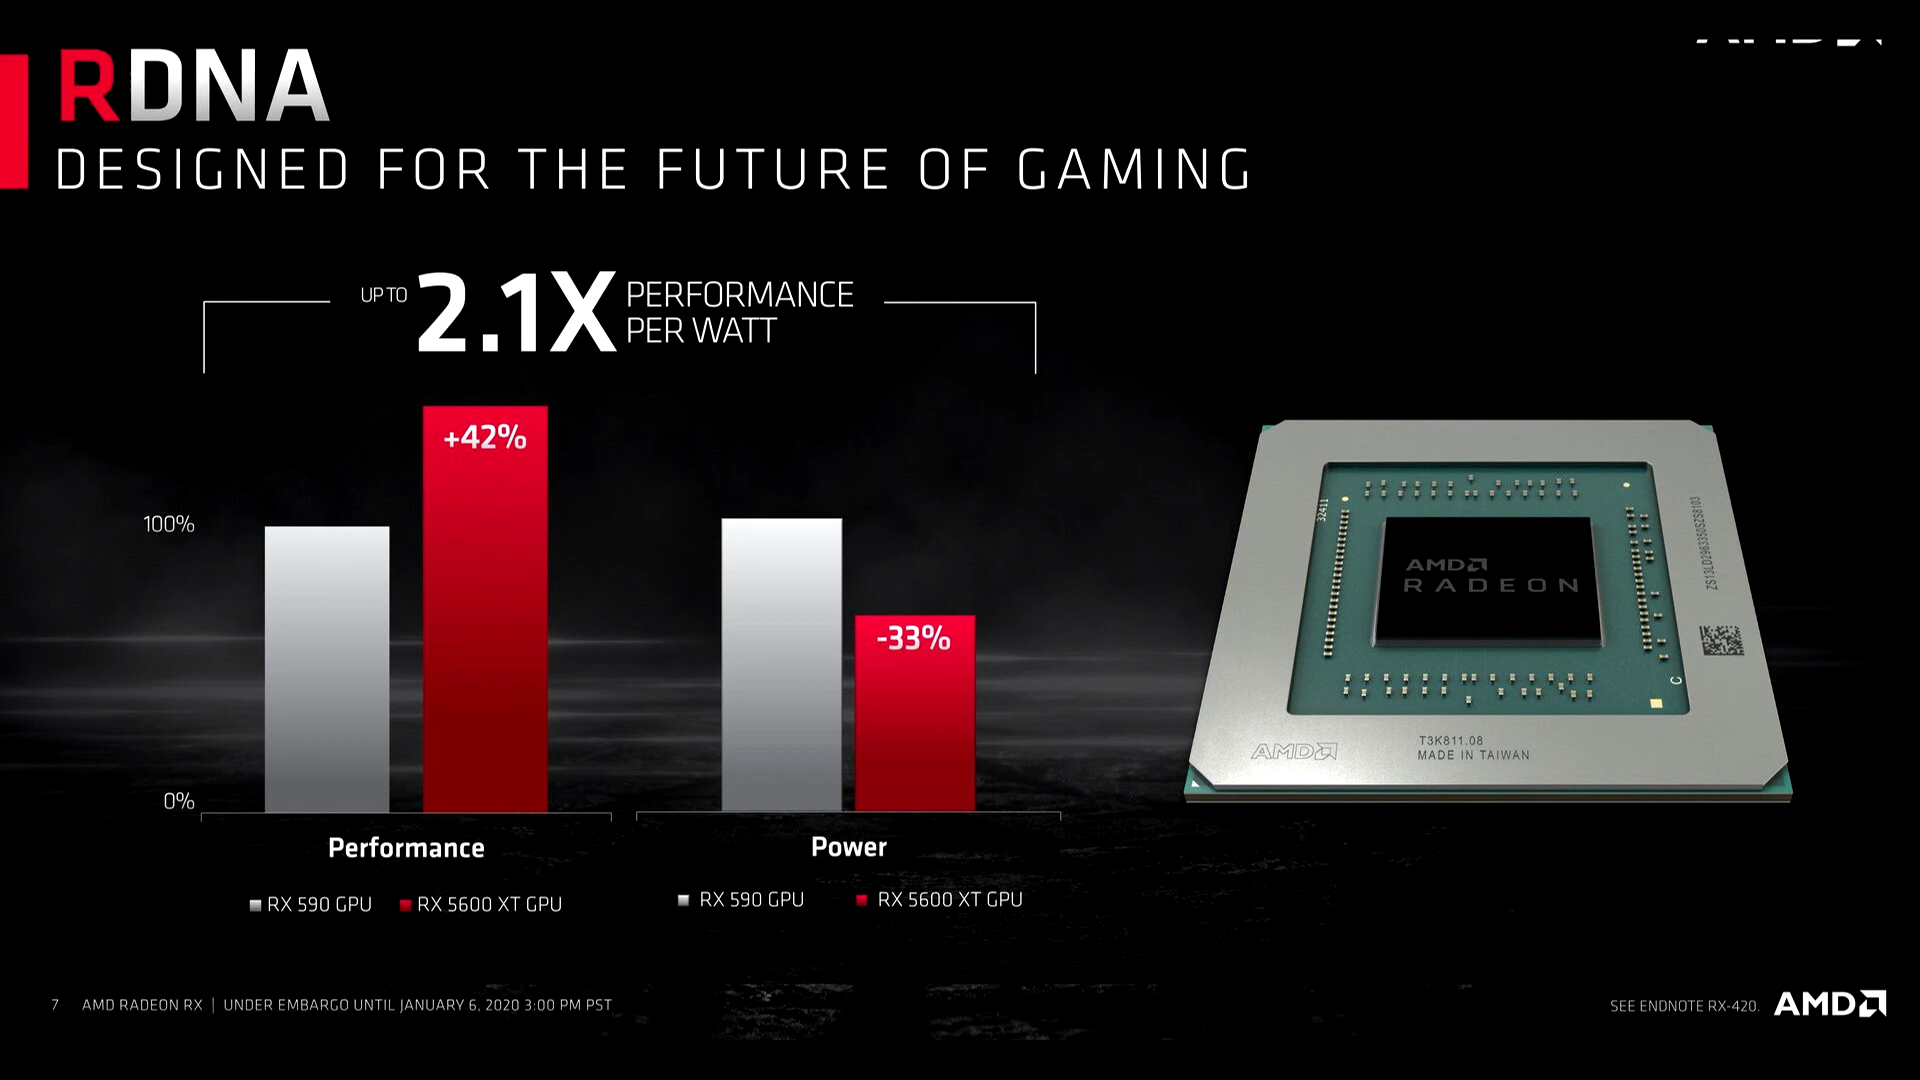 RDNA
DESIGNED FOR THE FUTURE OF GAMING
UP TO 2.1X PERFORMANCE
PER WATT
+42%
100%
-33%
0%
Performance
Power
RX 590 GPU
RX 5600 XT GPU
RX 590 GPU
RX 5600 XT GPU
32411
AMD
RADEON
C
AMD
T3K811.08
MADE IN TAIWAN
7 AMD RADEON RX | UNDER EMBARGO UNTIL JANUARY 6, 2020 3:00 PM PST
SEE ENDNOTE RX-420. AMD